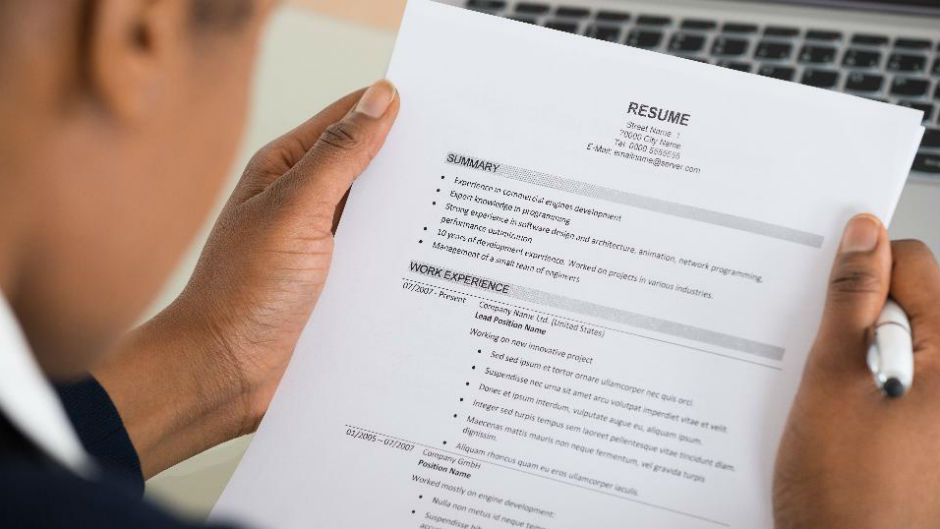 RESUME
Street Name, 1
70000 City Name
Tel. 0000 5555555
E-Mail: emailname@server.com
SUMMARY
• Experience in commercial engines development
• Expert knowledge in programming
• Strong experience in software design and architecture, animation, network programming,
performance optimization
• 10 years of development experience. Worked on projects in various industries.
• Management of a small team of engineers
WORK EXPERIENCE
07/2007 - Present Company Name Ltd. (United States)
Lead Position Name
Working on new innovative project
• Sed sed ipsum et tortor ornare ullamcorper nec quis orci.
• Suspendisse nec urna sit amet arcu volutpat imperdiet vitae et velit.
• Donec et ipsum interdum, vulputate augue eu, aliquam ipsum.
• Integer sed turpis tempus sem laoreet pellentesque vitae tincidunt diam.
• Maecenas mattis mauris non neque fermentum, vel gravida turpis
dignissim.
• Aliquam rhoncus quam eu eros ullamcorper iaculis.
01/2005 – 07/2007 Company GmbH
Position Name
Worked mostly on engine development:
• Nulla non metus id neque tempus
• Suspendisse